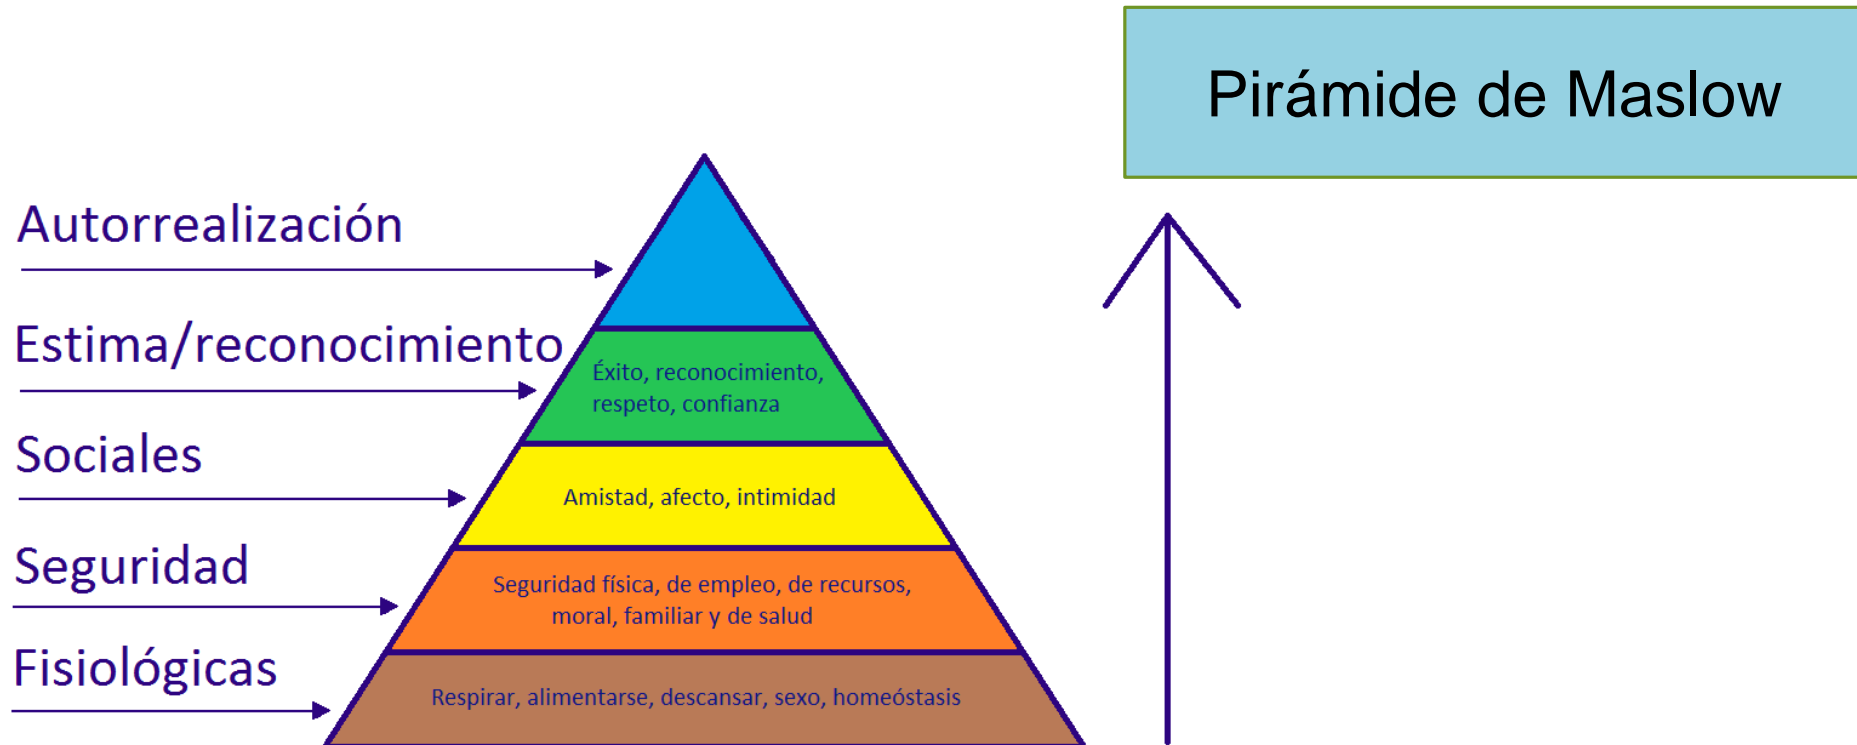 Pirámide de Maslow
Autorrealización
Estima/reconocimiento
Éxito, reconocimiento,
respeto, confianza
Sociales
Amistad, afecto, intimidad
Seguridad
Seguridad física, de empleo, de recursos,
moral, familiar y de salud
Fisiológicas
Respirar, alimentarse, descansar, sexo, homeóstasis